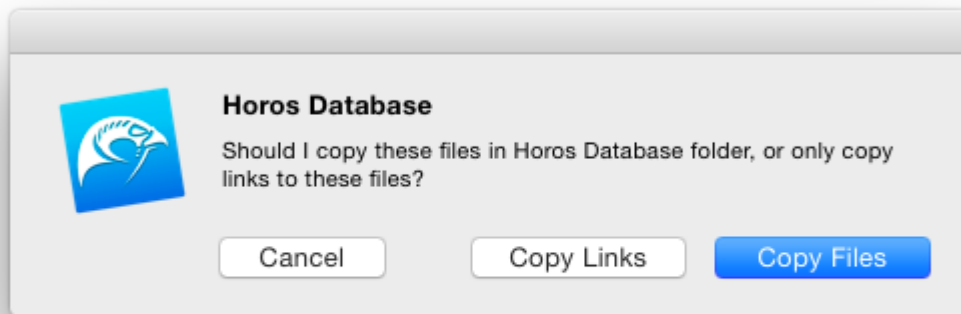 Horos Database
Should I copy these files in Horos Database folder, or only copy
links to these files?
Cancel
Copy Links
Copy Files